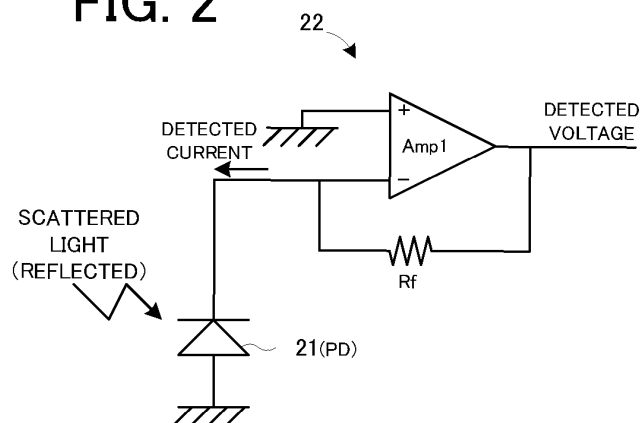 FIG. 2
22
DETECTED
CURRENT
+
Amp1
−
DETECTED
VOLTAGE
SCATTERED
LIGHT
(REFLECTED)
Rf
21(PD)